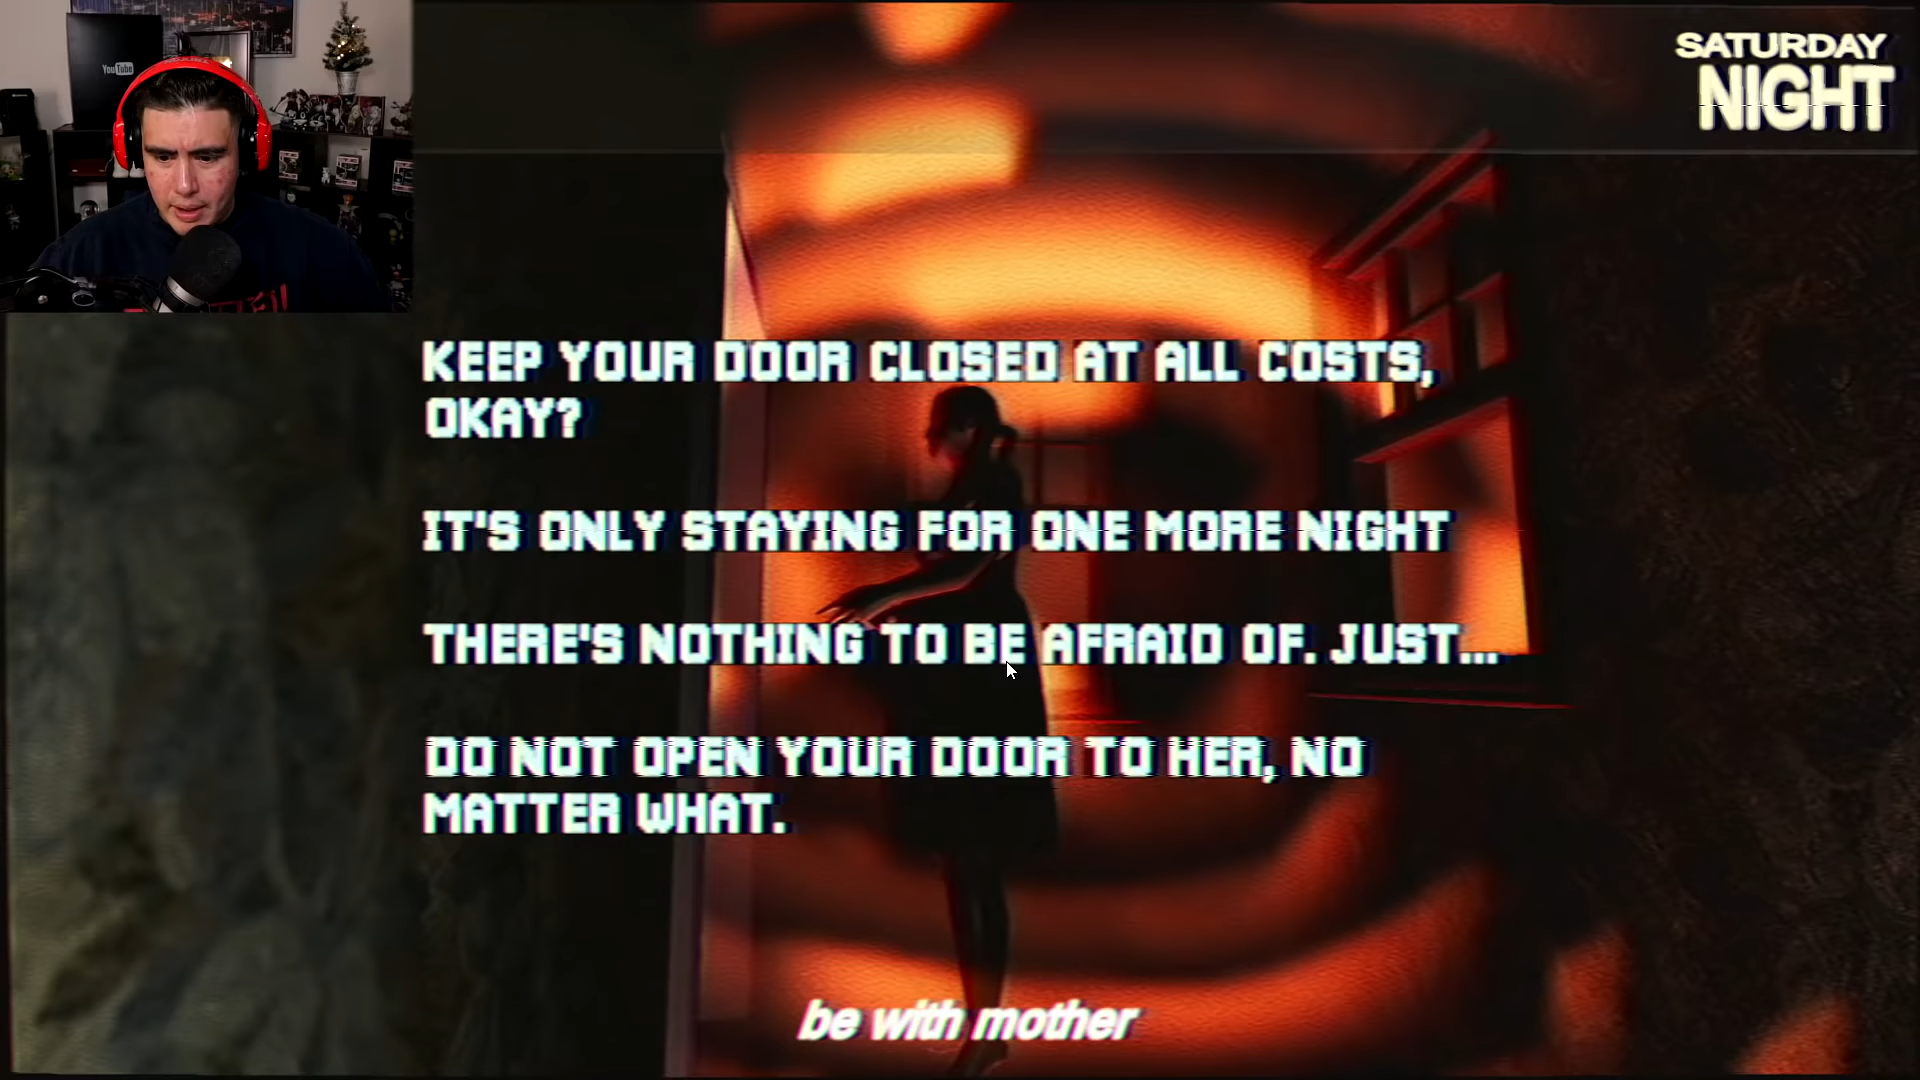 YouTube
SATURDAY
NIGHT
KEEP YOUR DOOR CLOSED AT ALL COSTS,
OKAY?
IT'S ONLY STAYING FOR ONE MORE NIGHT
THERE'S NOTHING TO BE AFRAID OF. JUST...
DO NOT OPEN YOUR DOOR TO HER, NO
MATTER WHAT.
be with mother